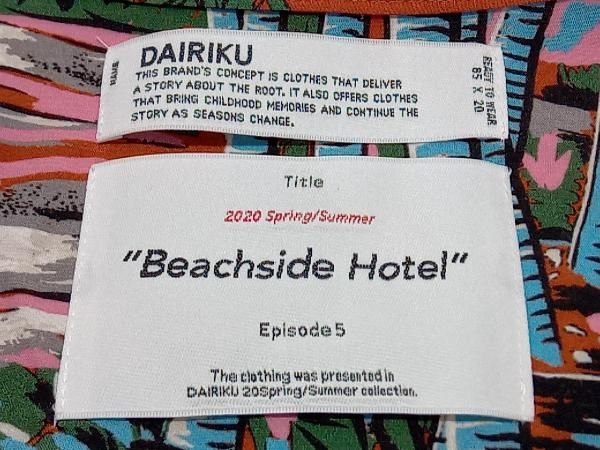 NAME
DAIRIKU
THIS BRAND'S CONCEPT IS CLOTHES THAT DELIVER
A STORY ABOUT THE ROOT. IT ALSO OFFERS CLOTHES
THAT BRING CHILDHOOD MEMORIES AND CONTINUE THE
STORY AS SEASONS CHANGE.
READY TO WEAR
65 X 20
Title
2020 Spring/Summer
"Beachside Hotel"
Episode 5
The clothing was presented in
DAIRIKU 20Spring/Summer collection.